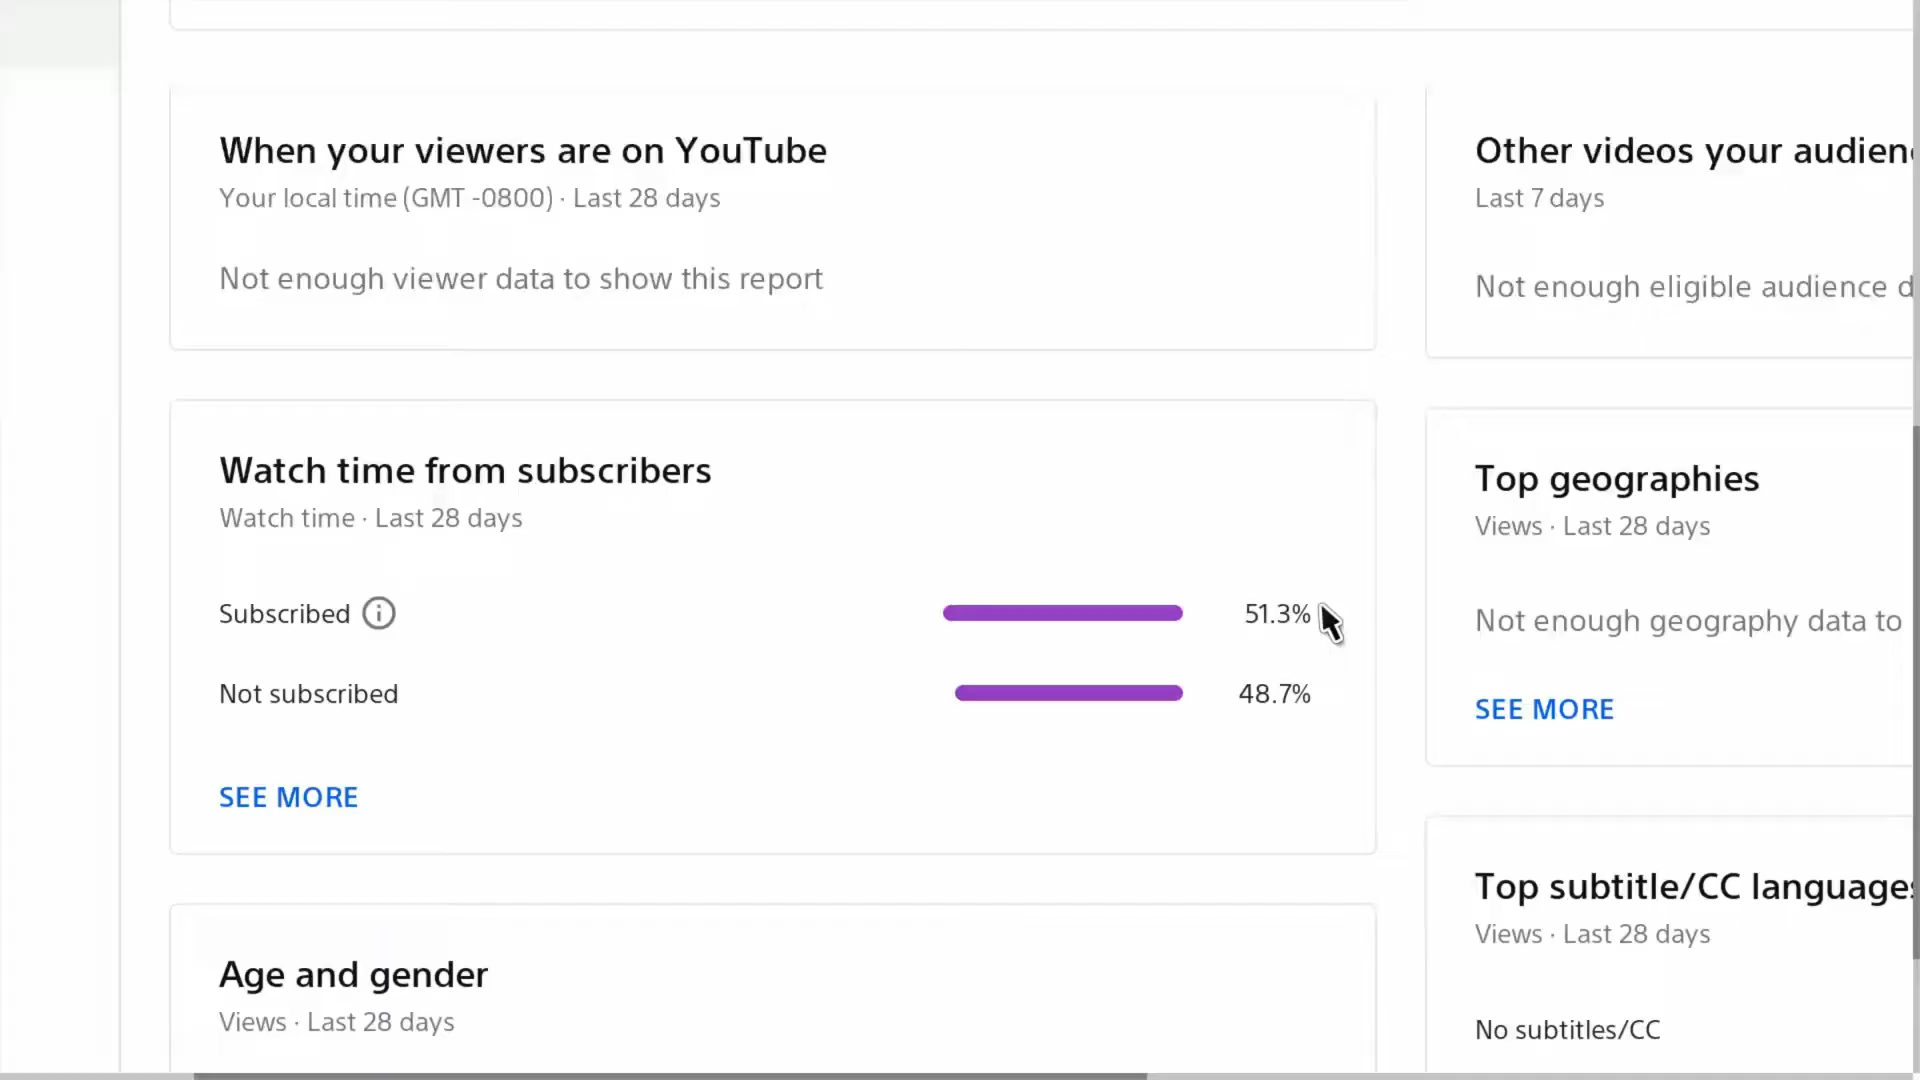 When your viewers are on YouTube
Your local time (GMT -0800) · Last 28 days
Not enough viewer data to show this report
Watch time from subscribers
Watch time · Last 28 days
Subscribed
51.3%
Not subscribed
48.7%
SEE MORE
Age and gender
Views · Last 28 days
Other videos your audien
Last 7 days
Not enough eligible audience d
Top geographies
Views · Last 28 days
Not enough geography data to
SEE MORE
Top subtitle/CC languages
Views · Last 28 days
No subtitles/CC